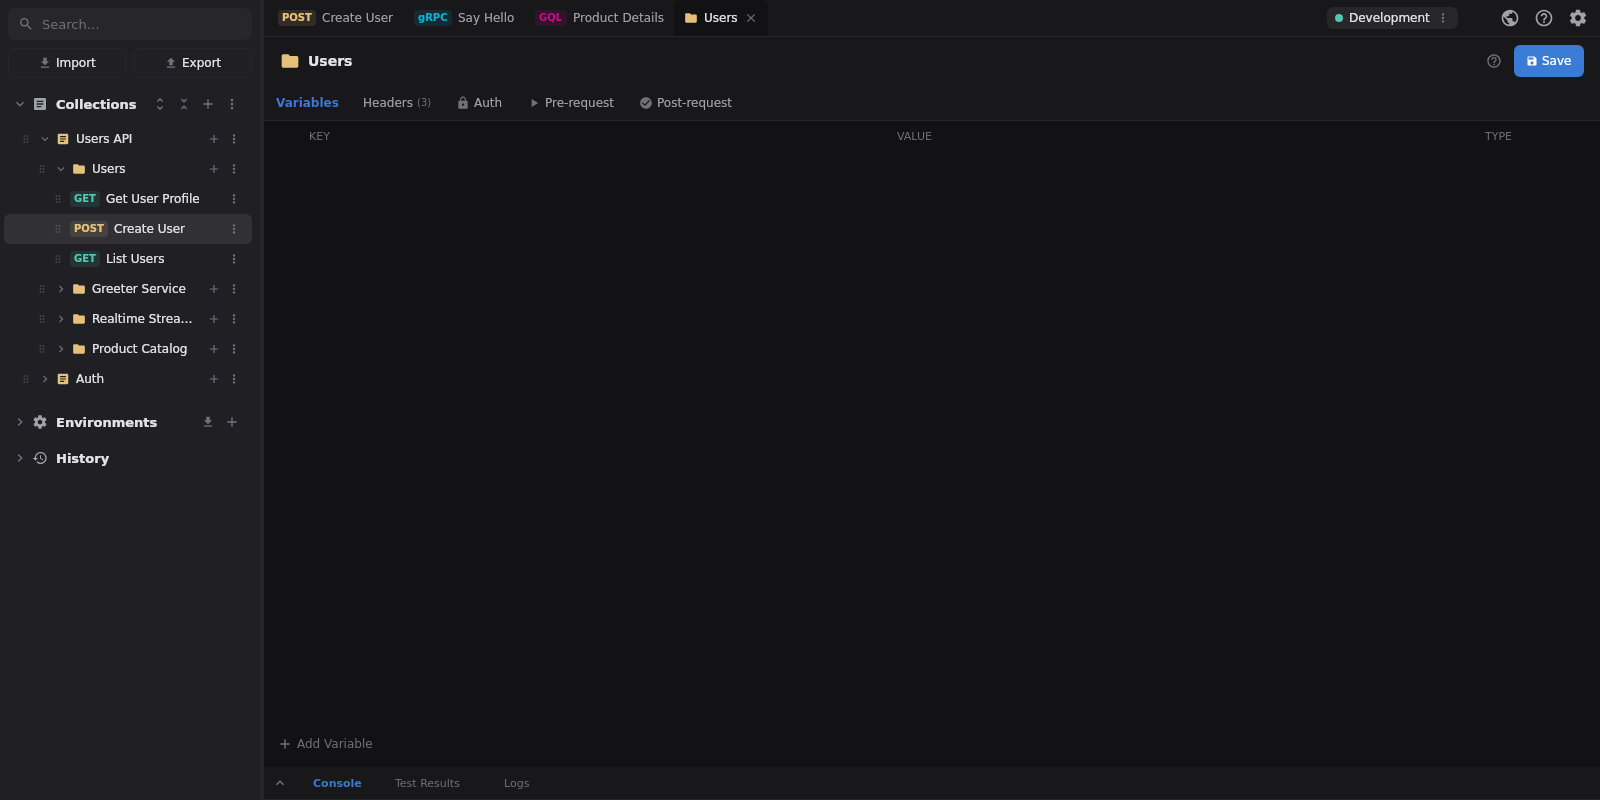 Search...
Import
Export
Collections
Users API
Users
GET Get User Profile
POST Create User
GET List Users
Greeter Service
Realtime Strea...
Product Catalog
Auth
Environments
History
POST Create User
gRPC Say Hello
GQL Product Details
Users
Development
Users
Save
Variables
Headers (3)
Auth
Pre-request
Post-request
KEY
VALUE
TYPE
Add Variable
Console
Test Results
Logs